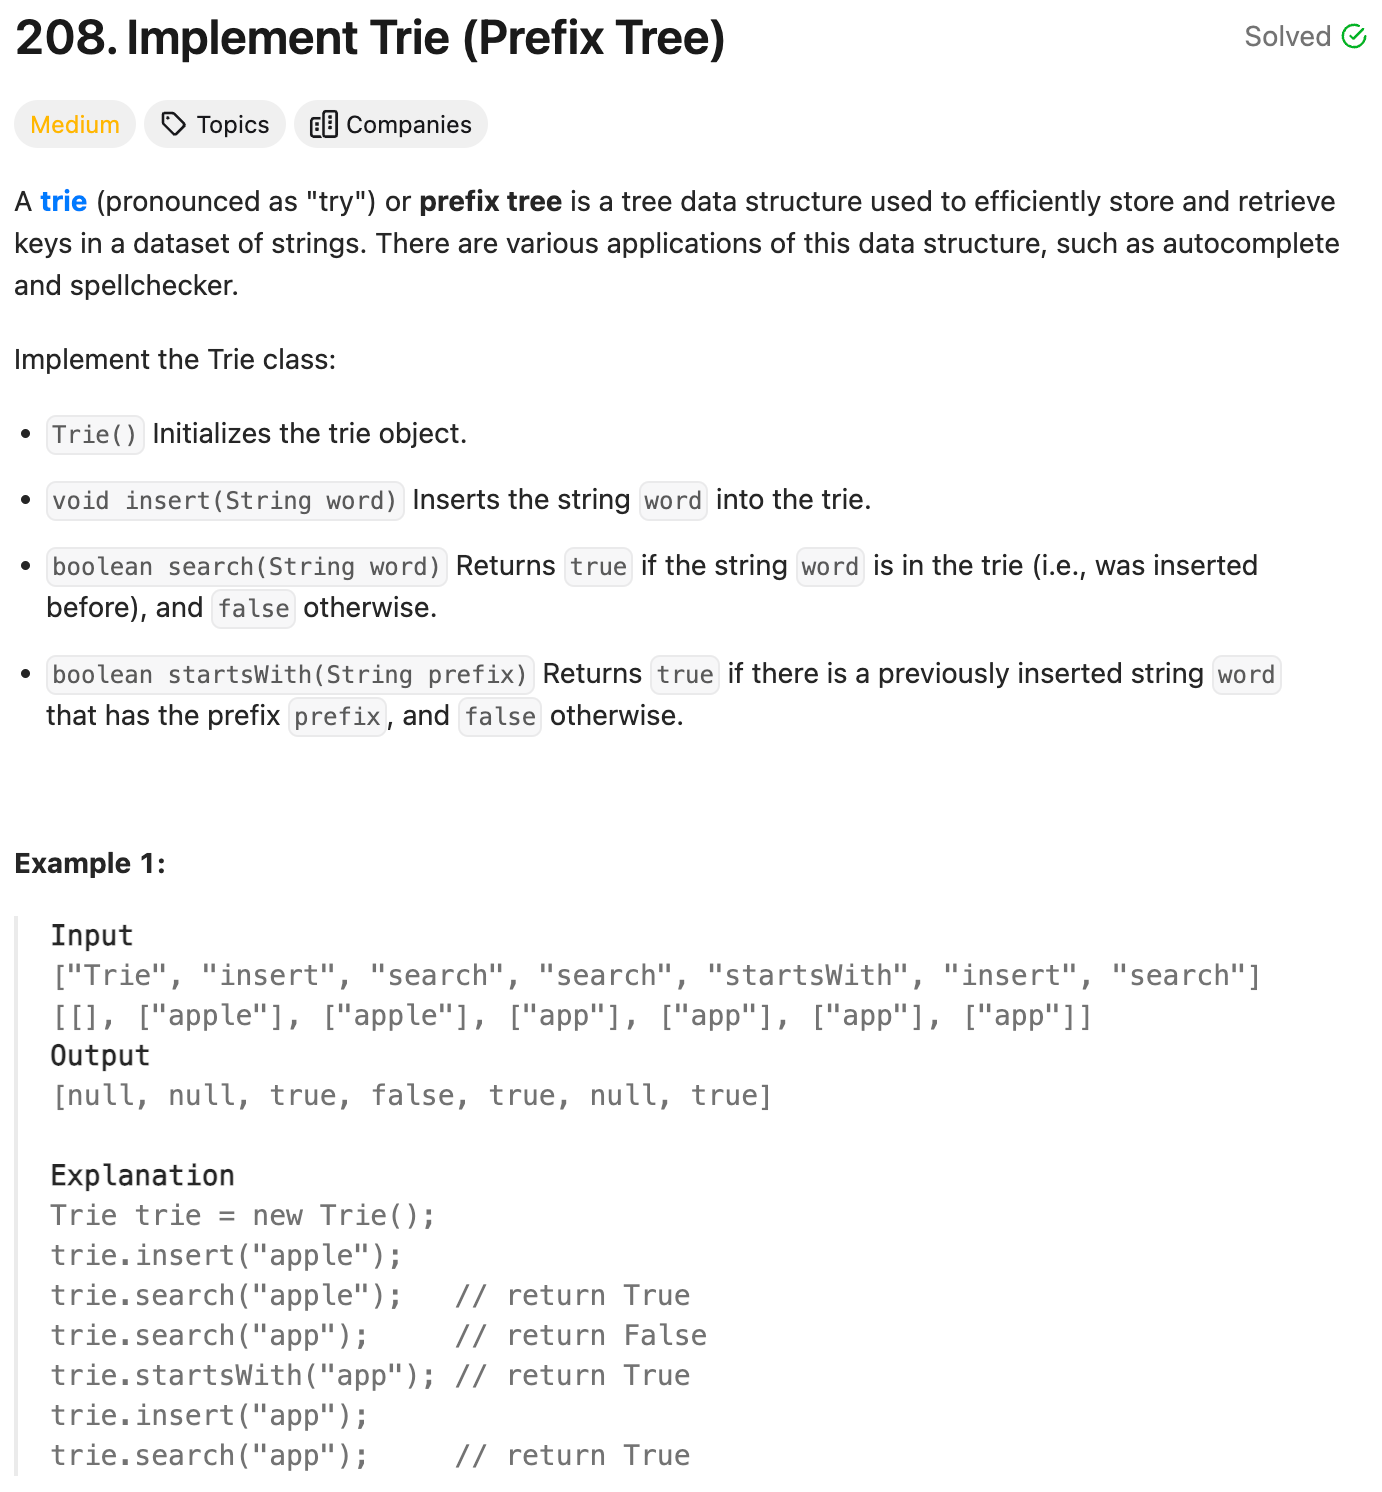 208. Implement Trie (Prefix Tree)
Solved
Medium
Topics
Companies
A trie (pronounced as "try") or prefix tree is a tree data structure used to efficiently store and retrieve
keys in a dataset of strings. There are various applications of this data structure, such as autocomplete
and spellchecker.
Implement the Trie class:
• Trie() Initializes the trie object.
• void insert(String word) Inserts the string word into the trie.
• boolean search(String word) Returns true if the string word is in the trie (i.e., was inserted
before), and false otherwise.
• boolean startsWith(String prefix) Returns true if there is a previously inserted string word
that has the prefix prefix, and false otherwise.
Example 1:
Input
["Trie", "insert", "search", "search", "startsWith", "insert", "search"]
[[], ["apple"], ["apple"], ["app"], ["app"], ["app"], ["app"]]
Output
[null, null, true, false, true, null, true]
Explanation
Trie trie = new Trie();
trie.insert("apple");
trie.search("apple");   // return True
trie.search("app");     // return False
trie.startsWith("app"); // return True
trie.insert("app");
trie.search("app");     // return True